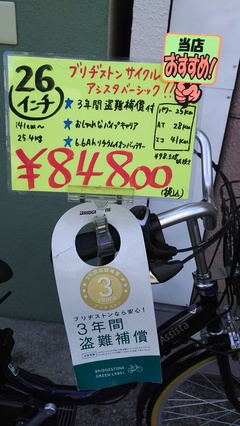 当店
おすすめ!
ブリヂストン サイクル
アシスタベーシック!!
26
インチ
141cm〜
25.4kg
★3年間盗難補償付
★おしゃれなパイプキャリア
★6.6Ahリチウムイオンバッテリー
パワー 25km
AT 28km
エコ 41km
¥84800
(税込)
BRIDGESTONE
3
ブリヂストンなら安心!
3年間
盗難補償
BRIDGESTONE
GREEN LABEL
Assista